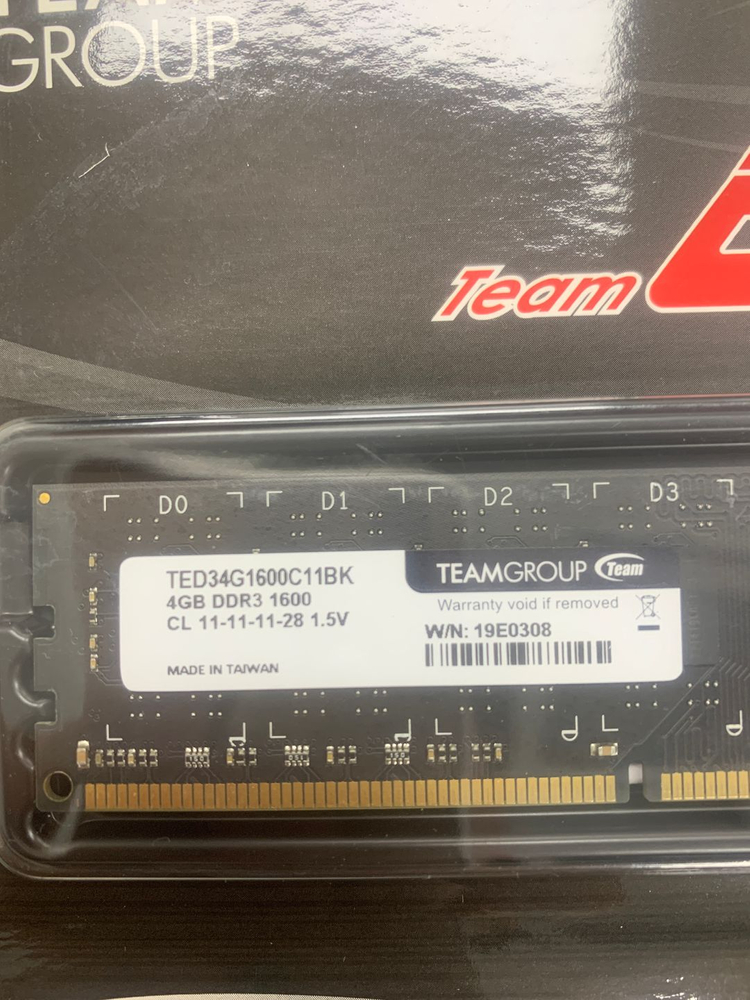 GROUP
Team
D0 D1 D2 D3
TED34G1600C11BK
4GB DDR3 1600
CL 11-11-11-28 1.5V
MADE IN TAIWAN
TEAMGROUP Team
Warranty void if removed
W/N: 19E0308